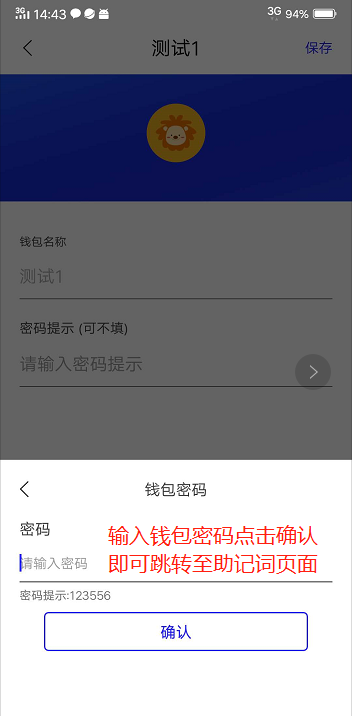 3G 14:43 3G 94%
测试1 保存
钱包名称
测试1
密码提示 (可不填)
请输入密码提示
钱包密码
密码
输入钱包密码点击确认
请输入密码
即可跳转至助记词页面
密码提示:123556
确认